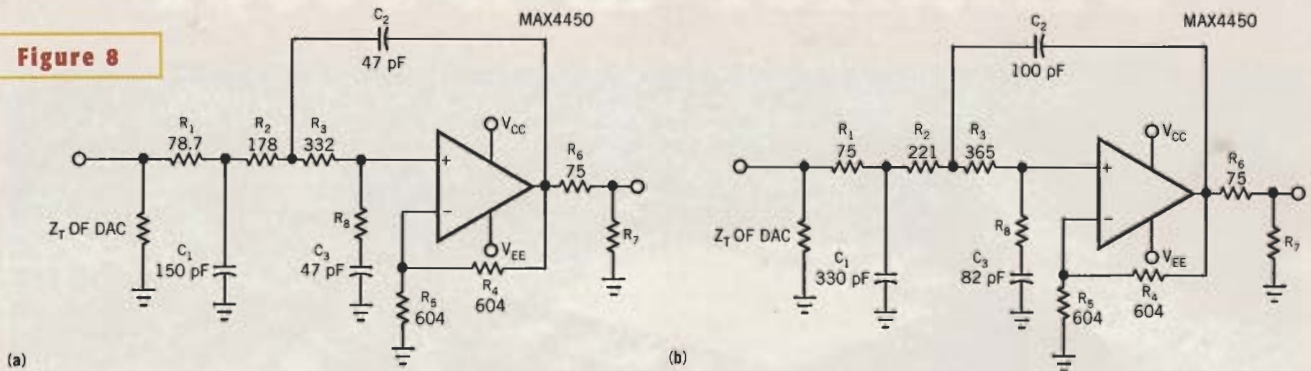 Figure 8
C2
47 pF
MAX4450
R1
78.7
R2
178
R3
332
VCC
R6
75
ZT OF DAC
C1
150 pF
R8
C3
47 pF
VEE
R7
R4
604
R5
604
(a)
C2
100 pF
MAX4450
R1
75
R2
221
R3
365
VCC
R6
75
ZT OF DAC
C1
330 pF
R8
C3
82 pF
VEE
R7
R4
604
R5
604
(b)